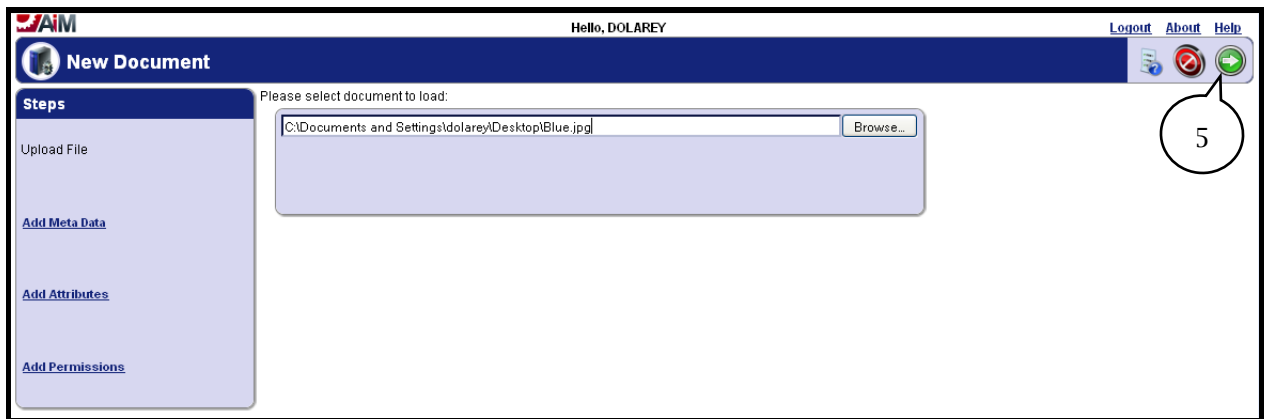 AiM
Hello, DOLAREY
Logout About Help
New Document
Steps
Please select document to load:
C:\Documents and Settings\dolarey\Desktop\Blue.jpg
Browse...
5
Upload File
Add Meta Data
Add Attributes
Add Permissions